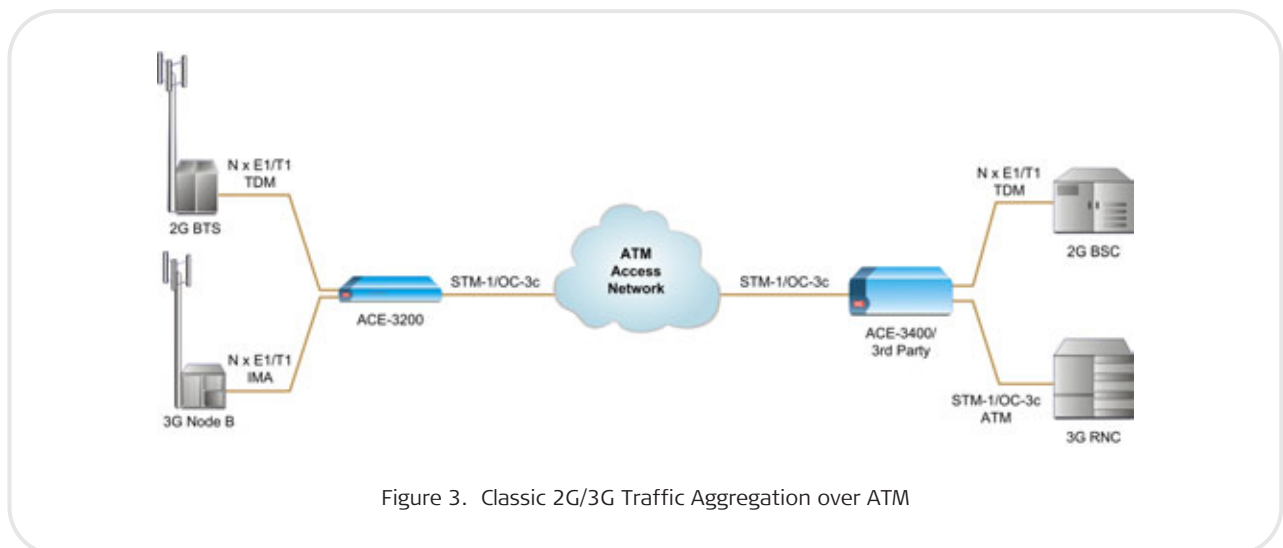 N x E1/T1
TDM
2G BTS
3G Node B
N x E1/T1
IMA
ACE-3200
STM-1/OC-3c
ATM
Access
Network
STM-1/OC-3c
ACE-3400/
3rd Party
N x E1/T1
TDM
2G BSC
STM-1/OC-3c
ATM
3G RNC
Figure 3. Classic 2G/3G Traffic Aggregation over ATM